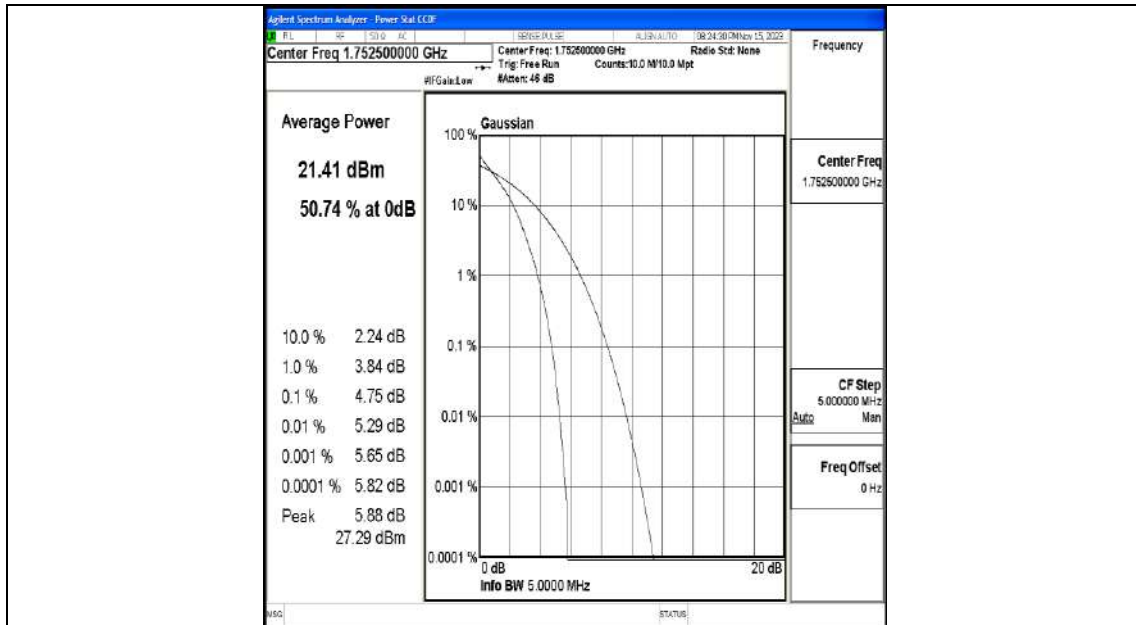 Agilent Spectrum Analyzer - Power Stat CCDF
RL RF 50 Ω AC SENSE:PULSE ALIGN AUTO 08:24:30 PM Nov 15, 2023
Center Freq 1.752500000 GHz
Center Freq: 1.752500000 GHz
Radio Std: None
Trig: Free Run
Counts:10.0 M/10.0 Mpt
#IFGain:Low
#Atten: 46 dB
Average Power
21.41 dBm
50.74 % at 0dB
10.0 % 2.24 dB
1.0 % 3.84 dB
0.1 % 4.75 dB
0.01 % 5.29 dB
0.001 % 5.65 dB
0.0001 % 5.82 dB
Peak 5.88 dB
27.29 dBm
Gaussian
100 %
10 %
1 %
0.1 %
0.01 %
0.001 %
0.0001 %
0 dB
20 dB
Info BW 5.0000 MHz
Frequency
Center Freq
1.752500000 GHz
CF Step
5.000000 MHz
Auto Man
Freq Offset
0 Hz
MSG
STATUS